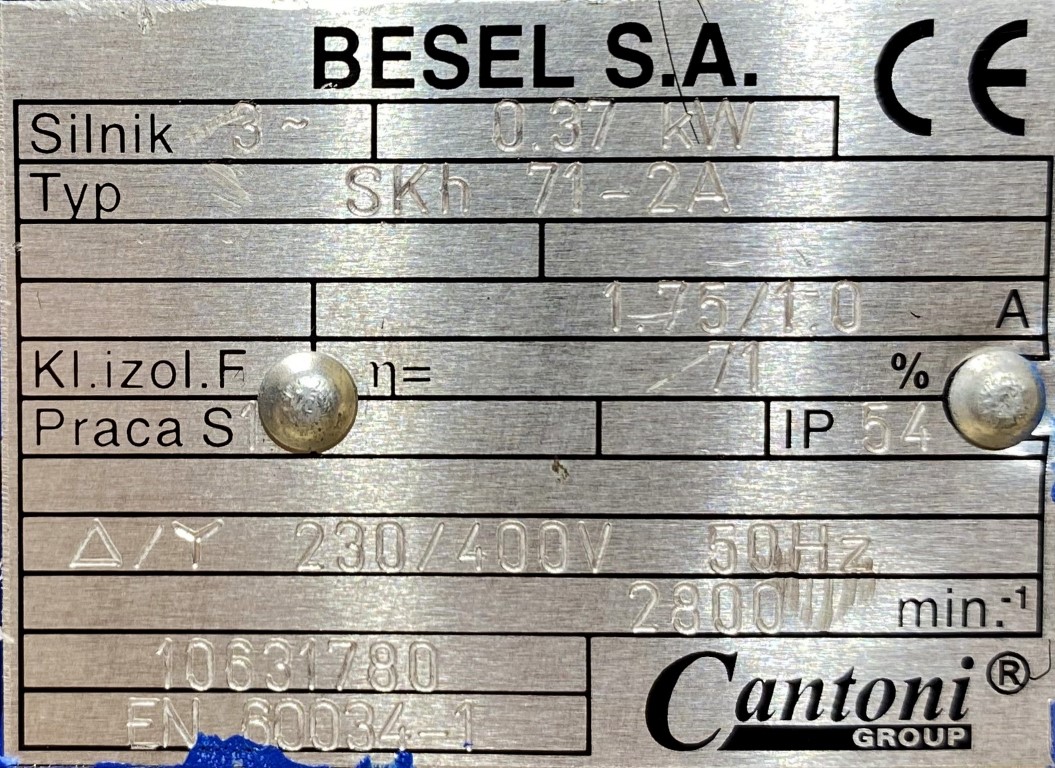 BESEL S.A. CE
Silnik 3~ 0.37 kW
Typ SKh 71-2A
1.75/1.0 A
Kl.izol.F η= 71 %
Praca S1 IP 54
Δ/Y 230/400V 50Hz
2800 min.⁻¹
10631780
EN 60034-1
Cantoni ®
GROUP